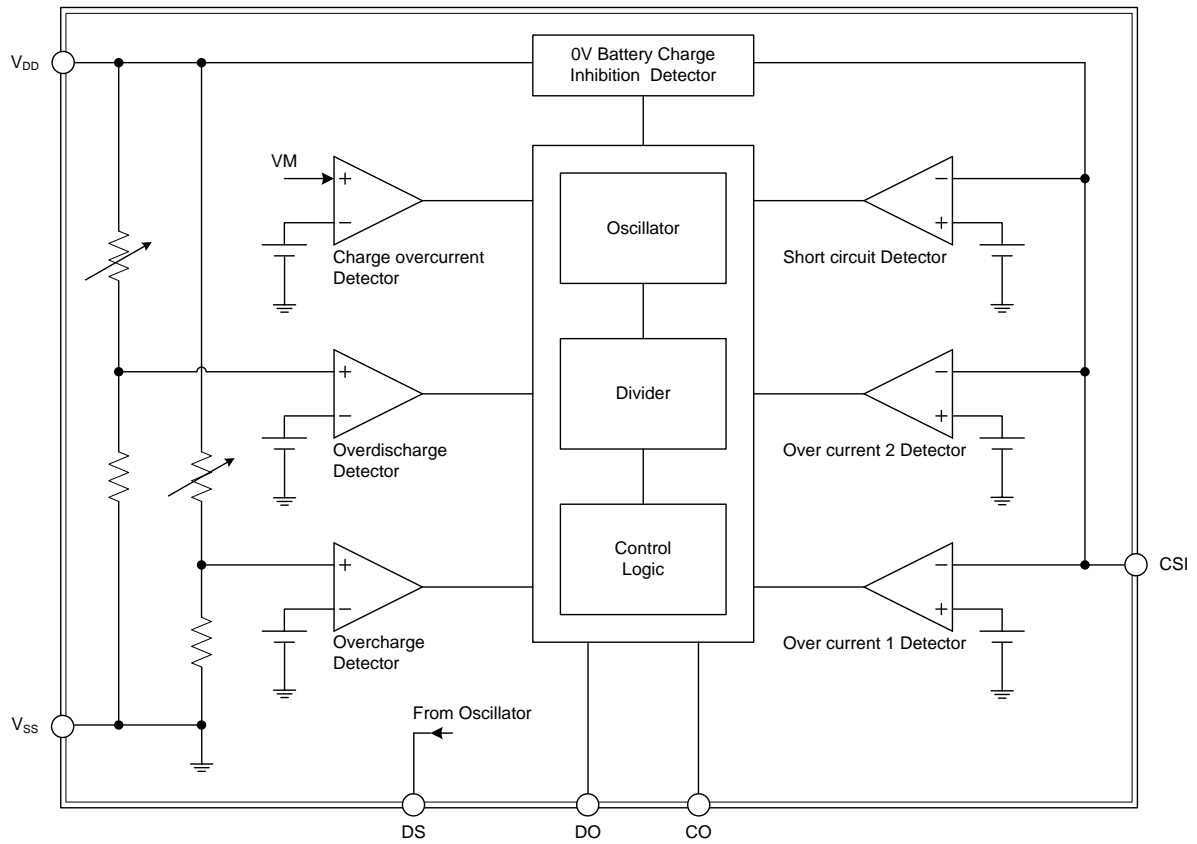 0V Battery Charge
Inhibition Detector
VDD
VM
+
−
Charge overcurrent
Detector
Oscillator
−
+
Short circuit Detector
+
−
Overdischarge
Detector
Divider
−
+
Over current 2 Detector
+
−
Overcharge
Detector
Control
Logic
−
+
Over current 1 Detector
CSI
VSS
From Oscillator
DS
DO
CO